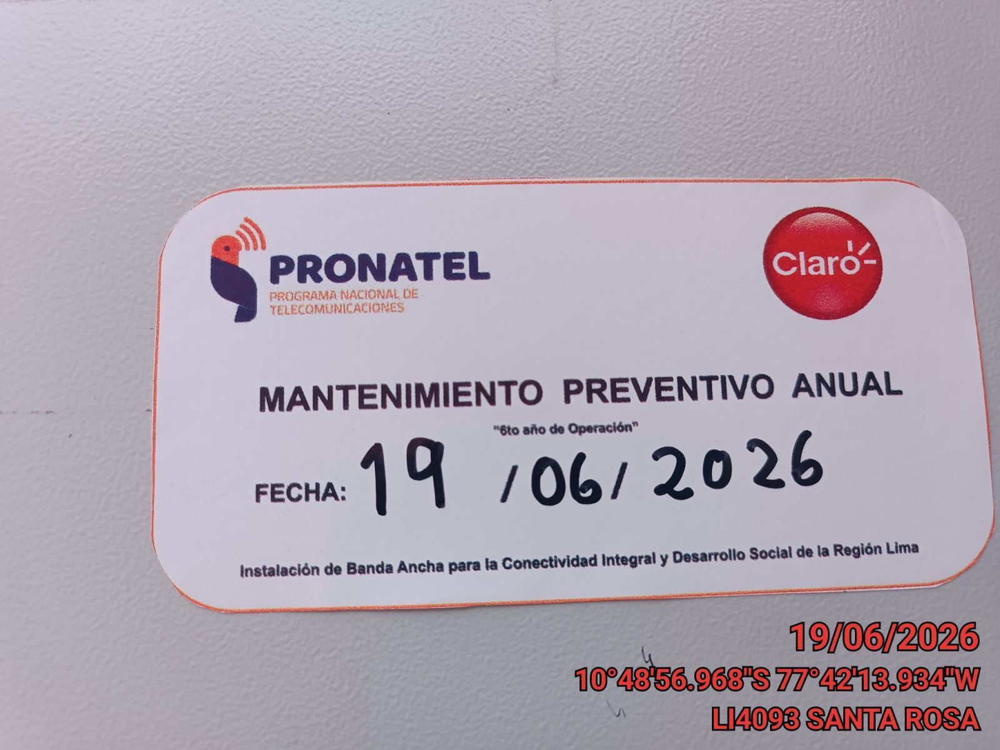 PRONATEL
PROGRAMA NACIONAL DE
TELECOMUNICACIONES
Claro
MANTENIMIENTO PREVENTIVO ANUAL
"6to año de Operación"
FECHA: 19/06/2026
Instalación de Banda Ancha para la Conectividad Integral y Desarrollo Social de la Región Lima
19/06/2026
10°48'56.968"S 77°42'13.934"W
LI4093 SANTA ROSA